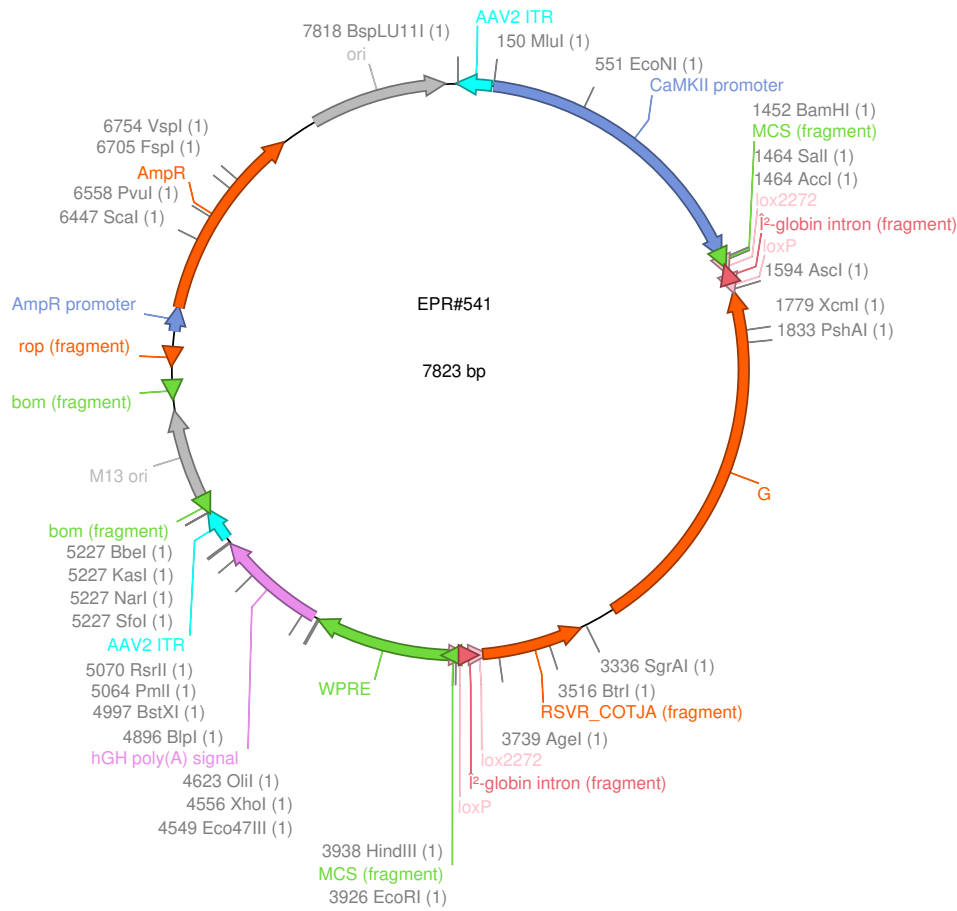 AAV2 ITR
7818 BspLU11I (1)
150 MluI (1)
ori
551 EcoNI (1)
CaMKII promoter
1452 BamHI (1)
MCS (fragment)
1464 SalI (1)
1464 AccI (1)
lox2272
Î²-globin intron (fragment)
loxP
1594 AscI (1)
1779 XcmI (1)
1833 PshAI (1)
6754 VspI (1)
6705 FspI (1)
AmpR
6558 PvuI (1)
6447 ScaI (1)
AmpR promoter
EPR#541
rop (fragment)
7823 bp
bom (fragment)
M13 ori
G
bom (fragment)
5227 BbeI (1)
5227 KasI (1)
5227 NarI (1)
5227 SfoI (1)
AAV2 ITR
5070 RsrII (1)
5064 PmlI (1)
4997 BstXI (1)
4896 BlpI (1)
hGH poly(A) signal
4623 OliI (1)
4556 XhoI (1)
4549 Eco47III (1)
WPRE
3336 SgrAI (1)
3516 BtrI (1)
RSVR_COTJA (fragment)
3739 AgeI (1)
lox2272
Î²-globin intron (fragment)
loxP
3938 HindIII (1)
MCS (fragment)
3926 EcoRI (1)